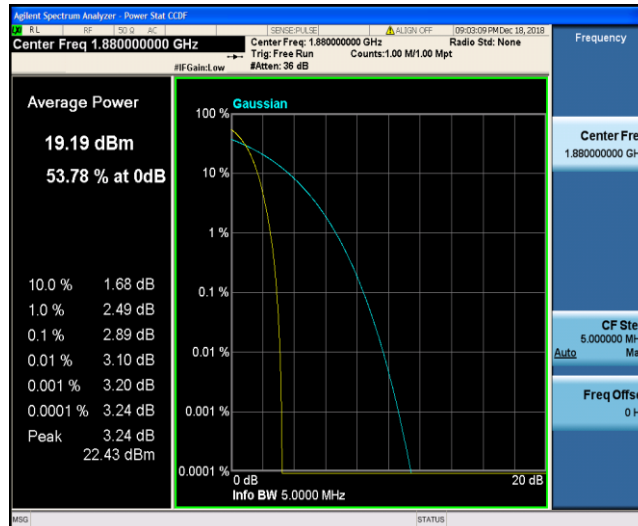 Agilent Spectrum Analyzer - Power Stat CCDF
RL RF 50 Ω AC SENSE:PULSE ALIGN OFF 09:03:09 PM Dec 18, 2018
Center Freq 1.880000000 GHz
Center Freq: 1.880000000 GHz Radio Std: None
Trig: Free Run Counts:1.00 M/1.00 Mpt
#IFGain:Low #Atten: 36 dB
Frequency
Average Power
19.19 dBm
53.78 % at 0dB
10.0 % 1.68 dB
1.0 % 2.49 dB
0.1 % 2.89 dB
0.01 % 3.10 dB
0.001 % 3.20 dB
0.0001 % 3.24 dB
Peak 3.24 dB
22.43 dBm
Gaussian
100 %
10 %
1 %
0.1 %
0.01 %
0.001 %
0.0001 %
0 dB 20 dB
Info BW 5.0000 MHz
Center Fre
1.880000000 GH
CF Ste
5.000000 MH
Auto Ma
Freq Offs
0 H
MSG STATUS